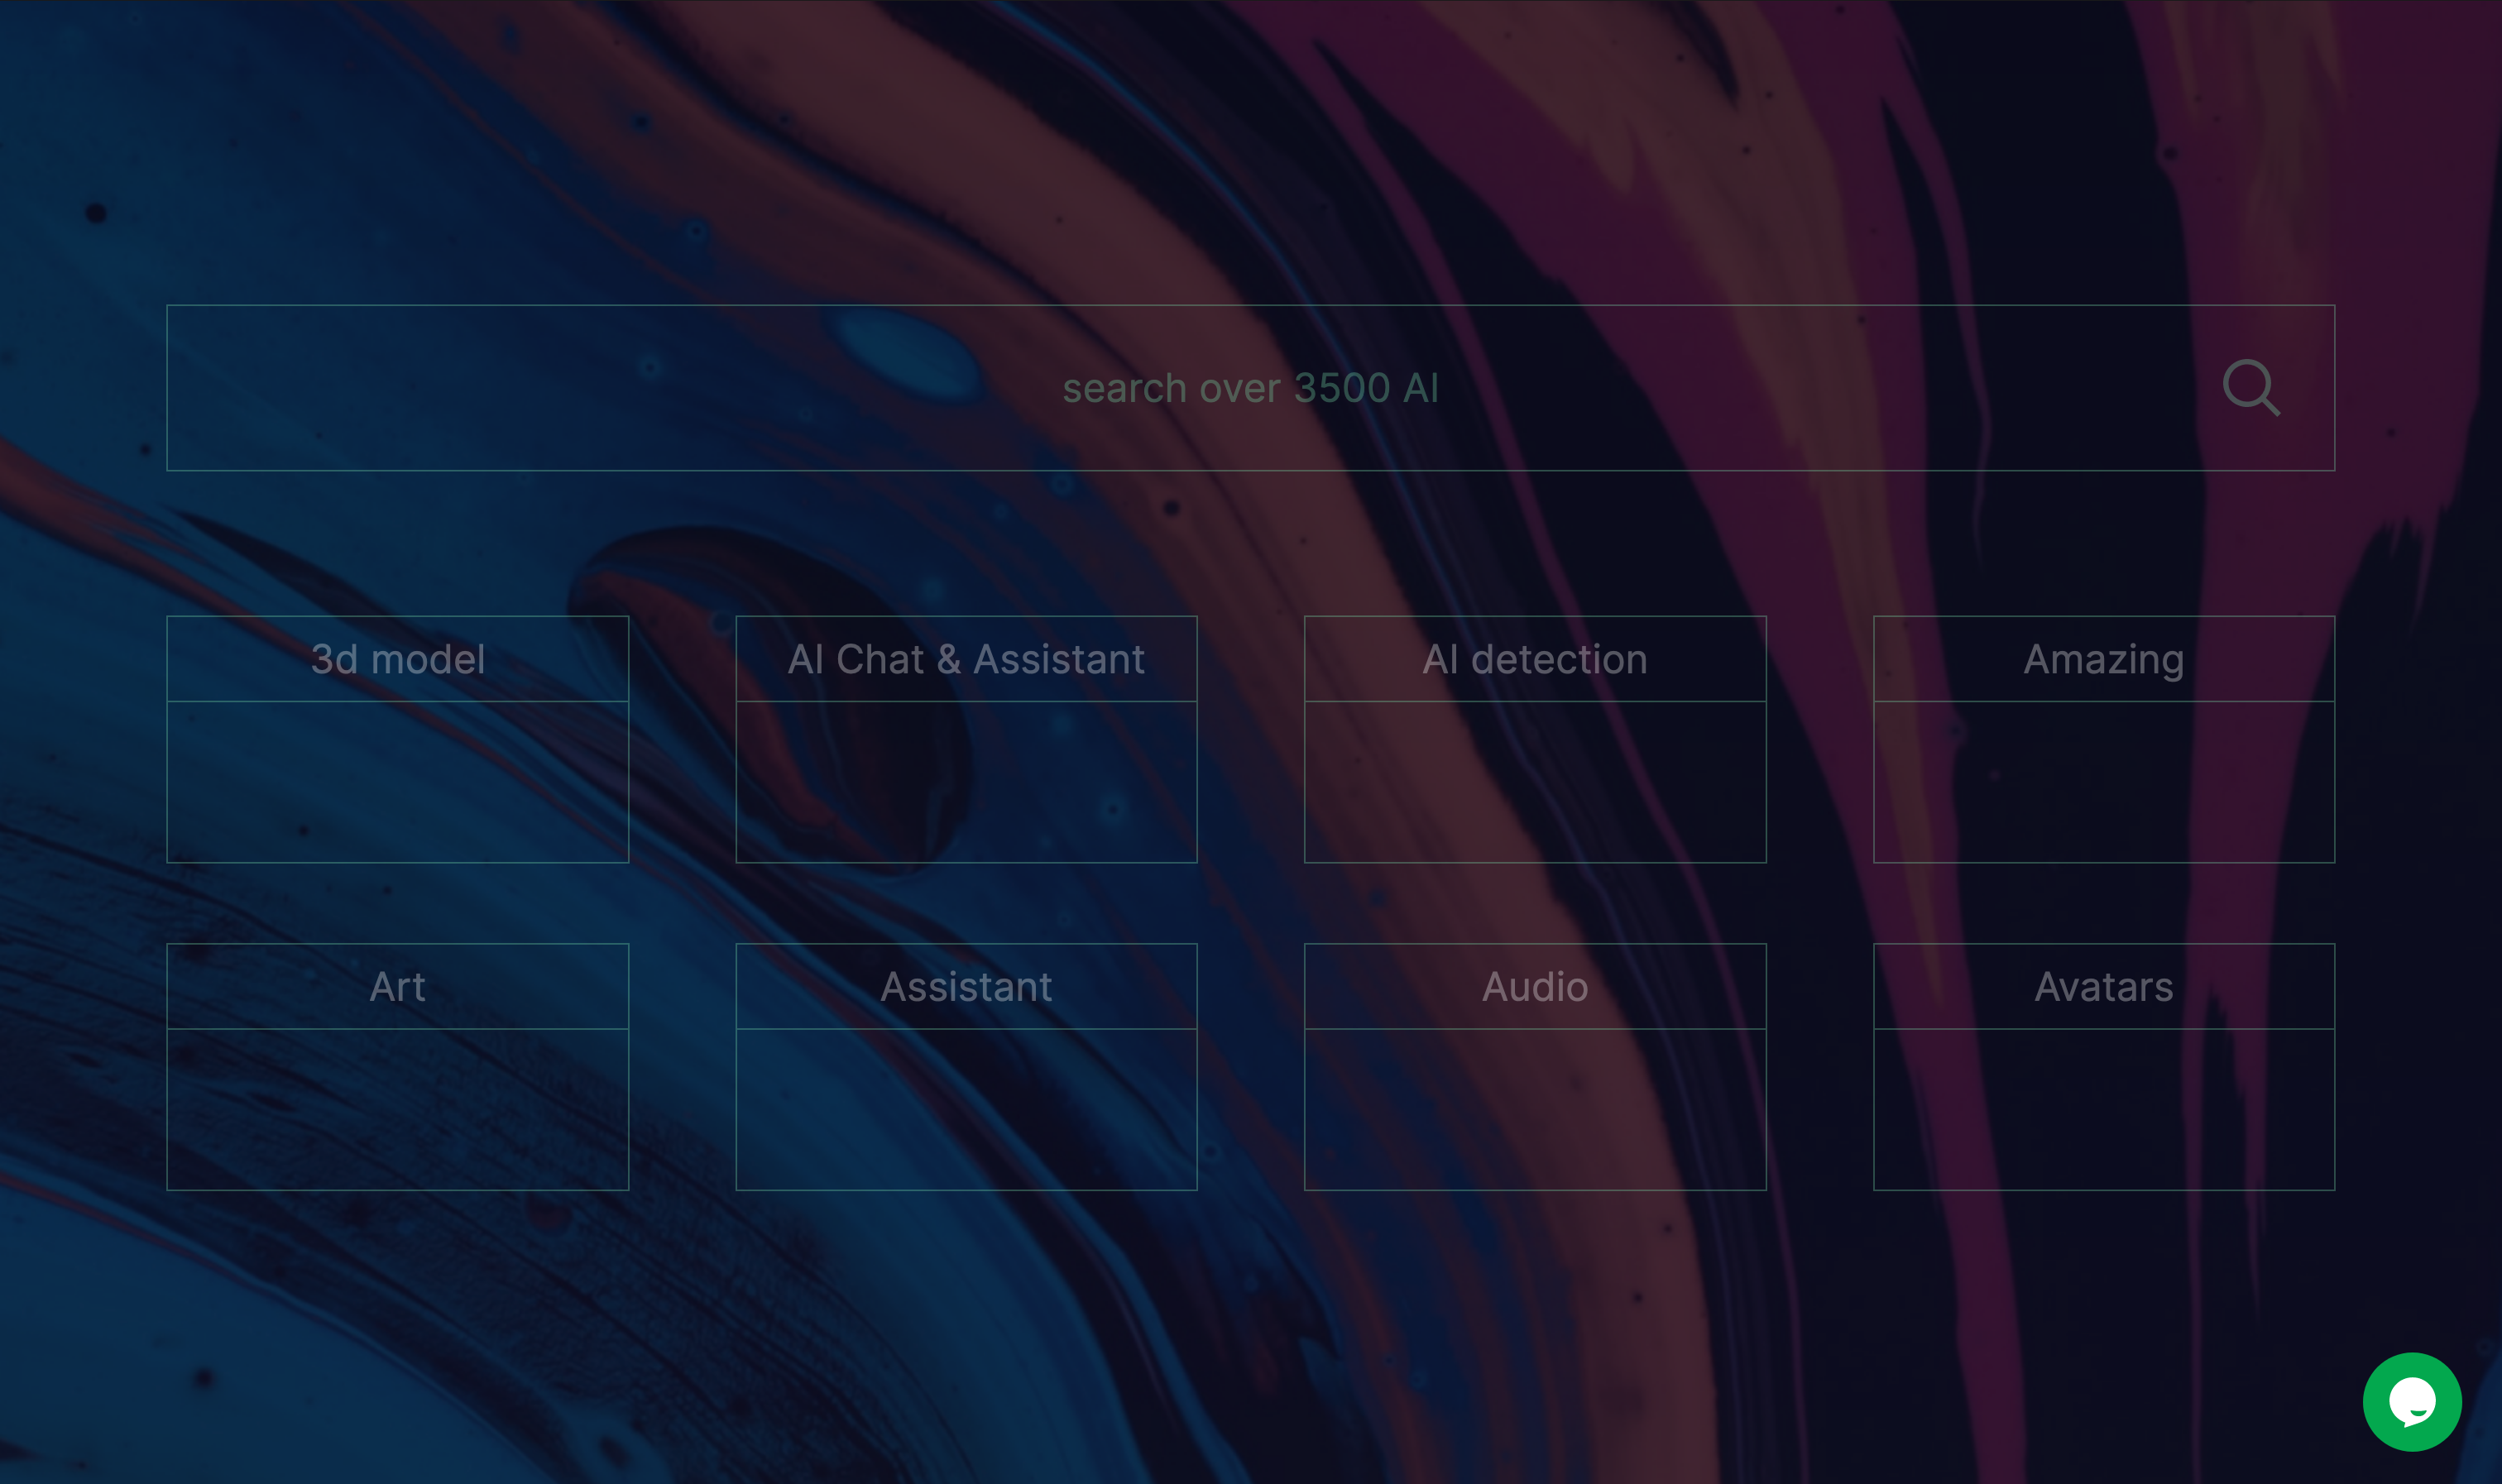 search over 3500 AI
3d model
AI Chat & Assistant
AI detection
Amazing
Art
Assistant
Audio
Avatars